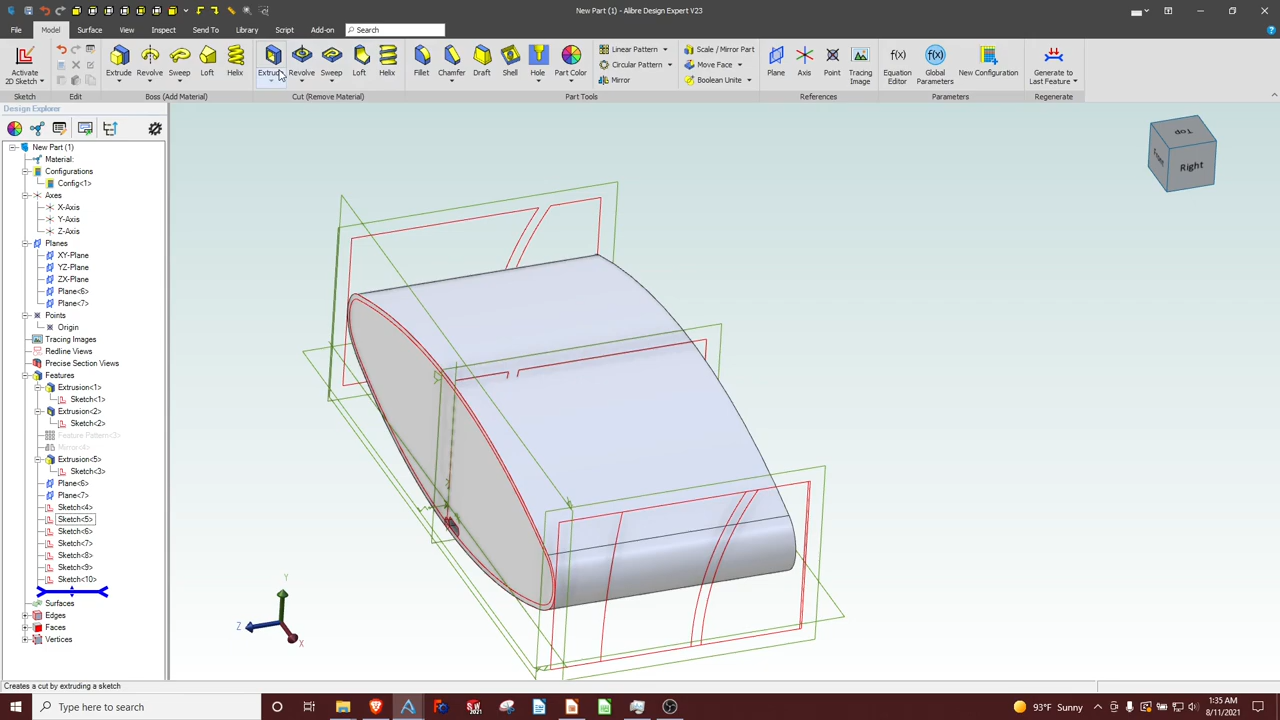 New Part (1) - Alibre Design Expert V23
File Model Assembly View Inspect Send To Library Script Add-on Search
Activate 2D Sketch Extrude Revolve Sweep Loft Helix Extrude Revolve Sweep Loft Helix Fillet Chamfer Draft Shell Hole Part Color
Linear Pattern Circular Pattern Mirror Scale / Mirror Part Move Face Boolean Unite
Plane Axis Point Tracing Image Equation Editor Global Parameters New Configuration Generate to Last Feature
Sketch Edit Boss (Add Material) Cut (Remove Material) Part Tools References Parameters Regenerate
Design Explorer
New Part (1)
Material:
Configurations
Config<1>
Axes
X-Axis
Y-Axis
Z-Axis
Planes
XY-Plane
YZ-Plane
ZX-Plane
Plane<6>
Plane<7>
Points
Origin
Tracing Images
Redline Views
Precise Section Views
Features
Extrusion<1>
Sketch<1>
Extrusion<2>
Sketch<2>
Feature Pattern<3>
Mirror<4>
Extrusion<5>
Sketch<3>
Plane<6>
Plane<7>
Sketch<4>
Sketch<5>
Sketch<6>
Sketch<7>
Sketch<8>
Sketch<9>
Sketch<10>
Surfaces
Edges
Faces
Vertices
Top
Front
Right
Y
Z
X
Creates a cut by extruding a sketch
Type here to search
93°F Sunny
1:35 AM
8/11/2021